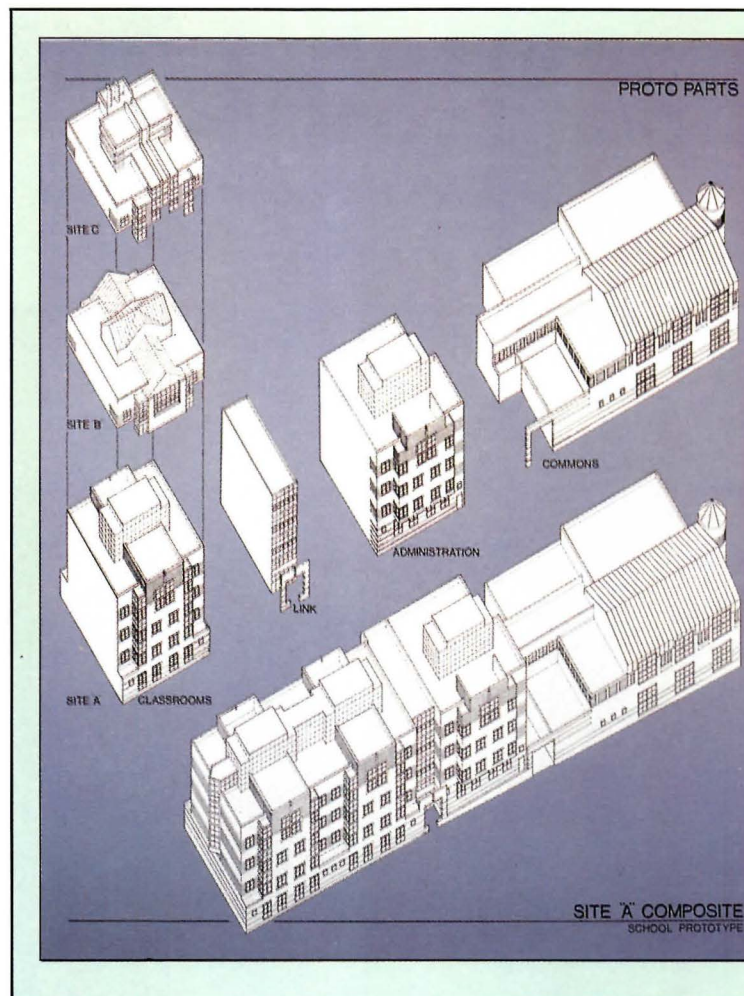 PROTO PARTS
SITE C
SITE B
COMMONS
ADMINISTRATION
LINK
SITE A CLASSROOMS
SITE "A" COMPOSITE
SCHOOL PROTOTYPE